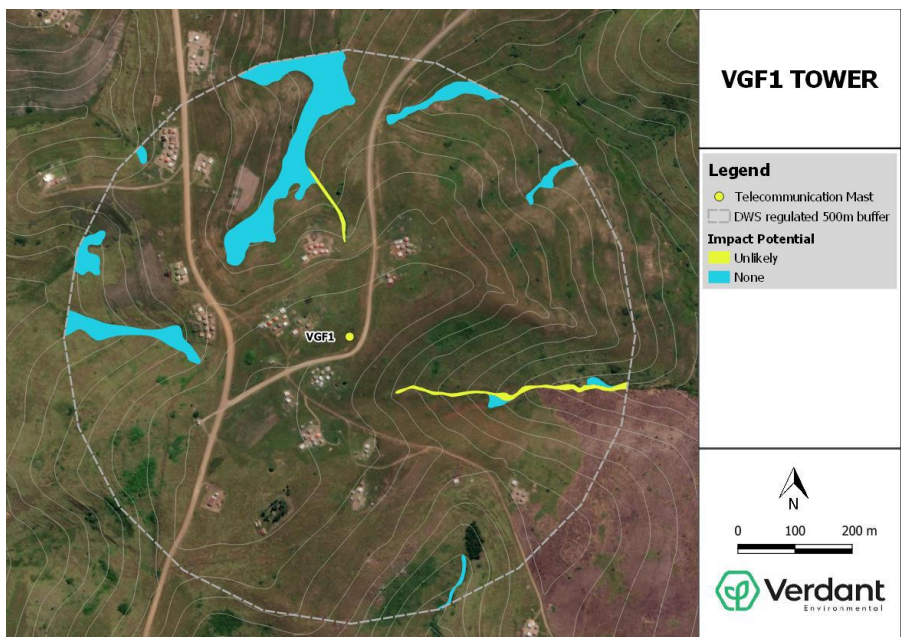 VGF1 TOWER
Legend
Telecommunication Mast
DWS regulated 500m buffer
Impact Potential
Unlikely
None
VGF1
N
0 100 200 m
Verdant
Environmental